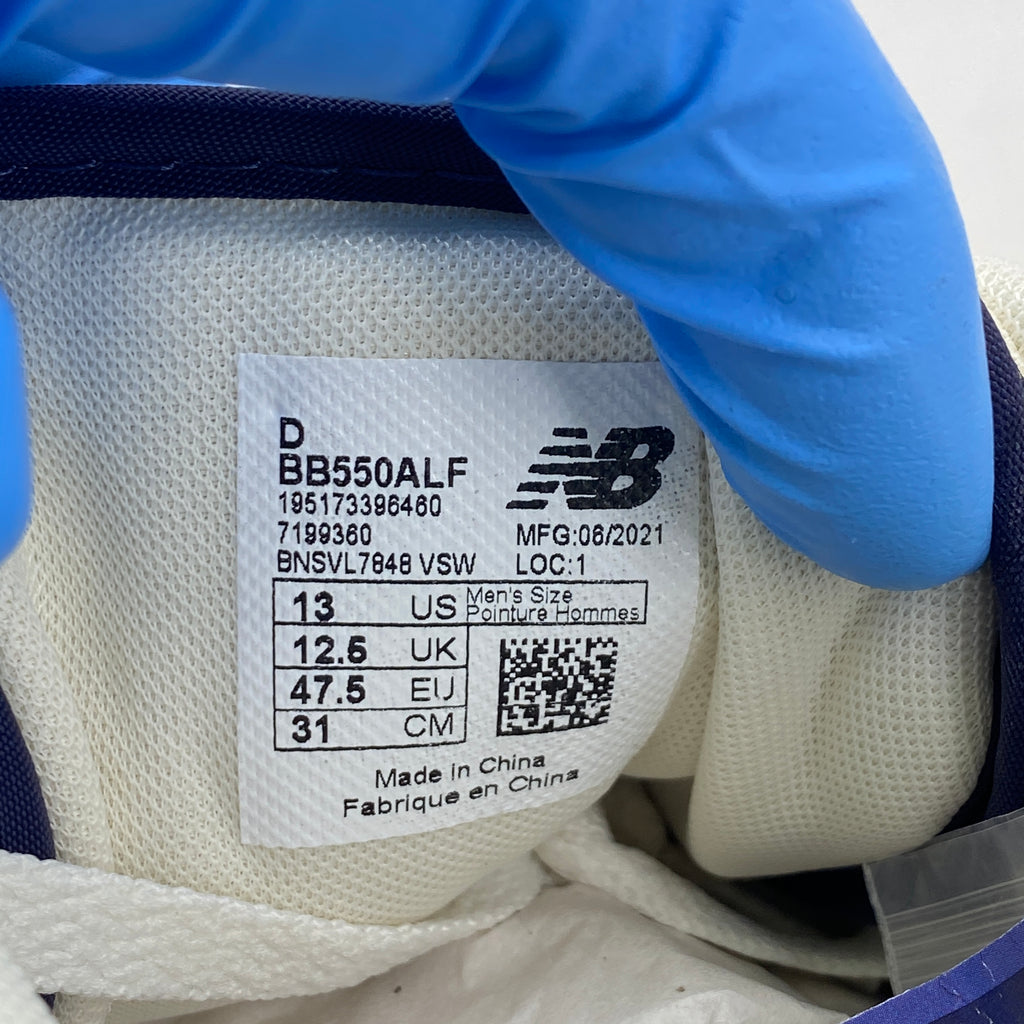 D
BB550ALF
NB
195173396460
7199360
MFG:06/2021
BNSVL7848 VSW
LOC:1
13 US Men's Size
Pointure Hommes
12.5 UK
47.5 EU
31 CM
Made in China
Fabrique en China